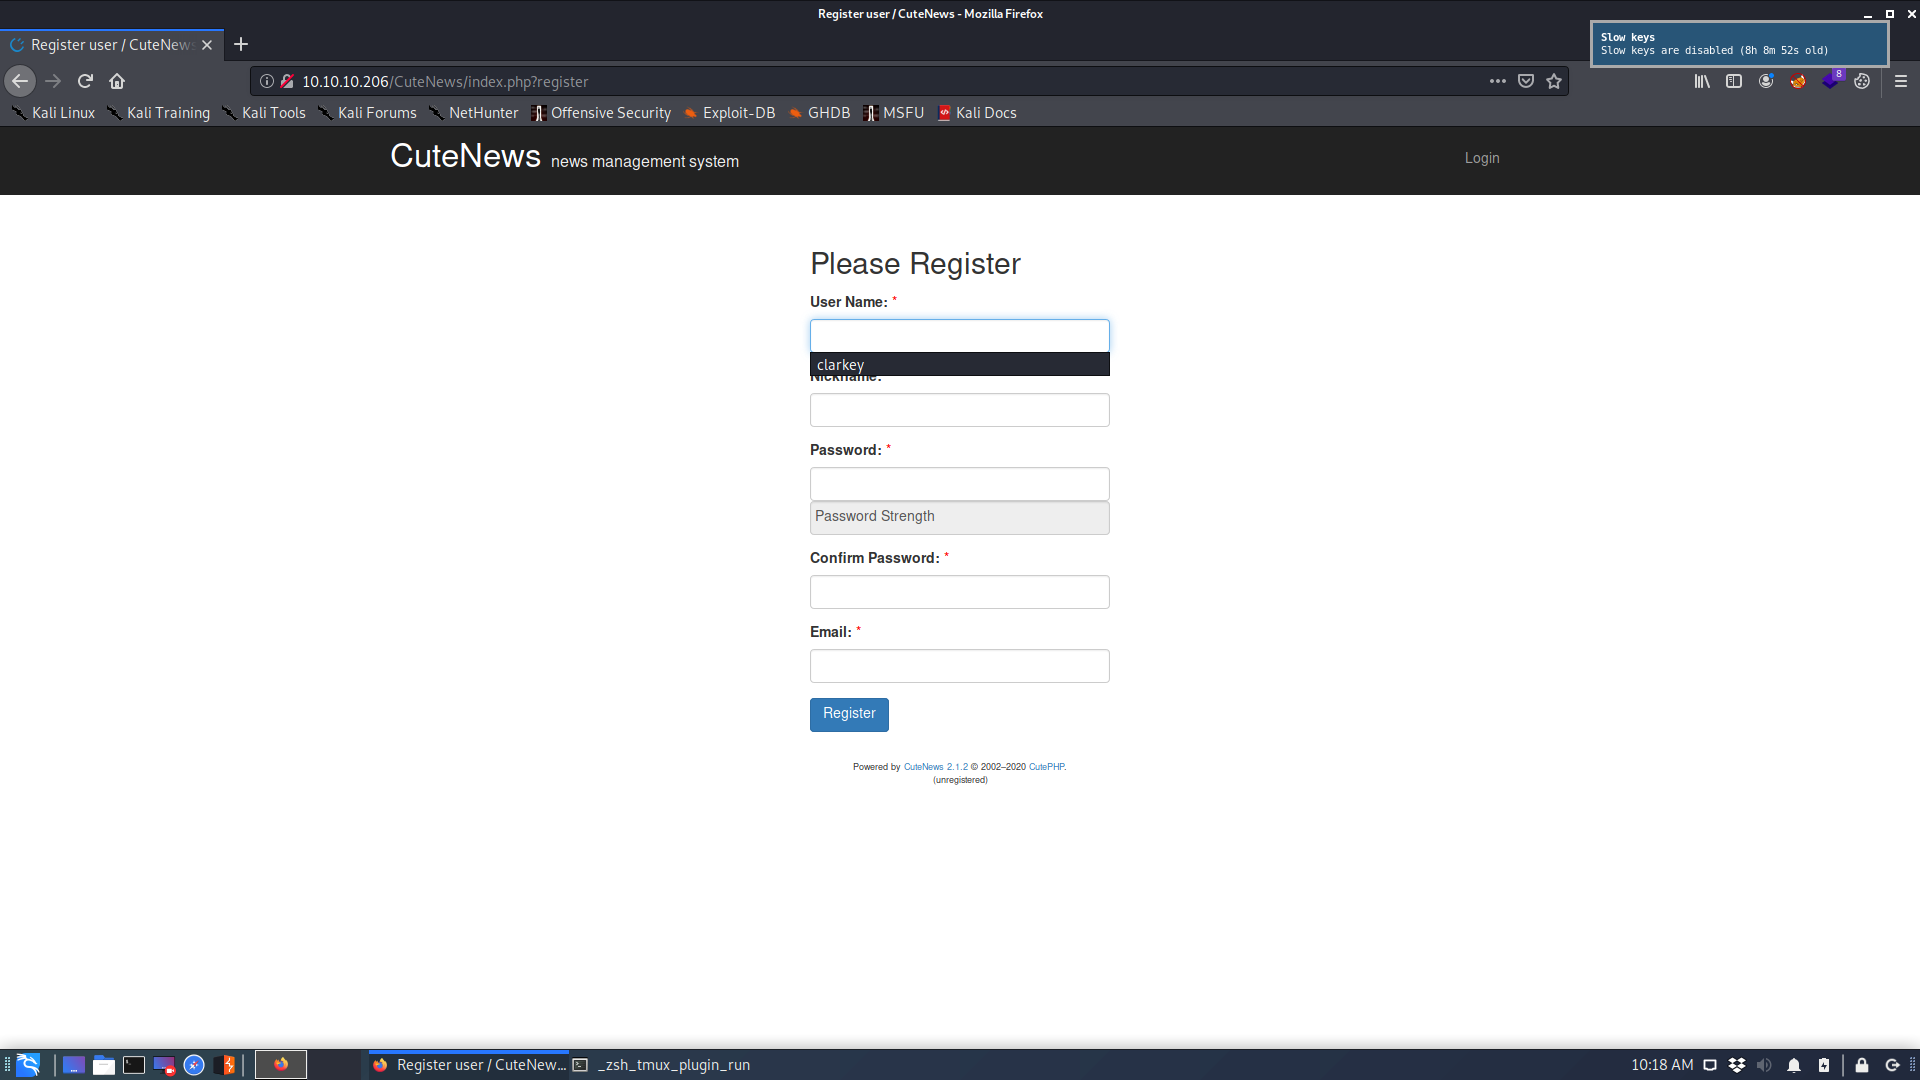 Register user / CuteNews - Mozilla Firefox
Register user / CuteNews
Slow keys
Slow keys are disabled (8h 8m 52s old)
10.10.10.206/CuteNews/index.php?register
8
Kali Linux Kali Training Kali Tools Kali Forums NetHunter Offensive Security Exploit-DB GHDB MSFU Kali Docs
CuteNews news management system Login
Please Register
User Name: *
clarkey
Nickname:
Password: *
Password Strength
Confirm Password: *
Email: *
Register
Powered by CuteNews 2.1.2 © 2002–2020 CutePHP.
(unregistered)
Register user / CuteNew... _zsh_tmux_plugin_run 10:18 AM